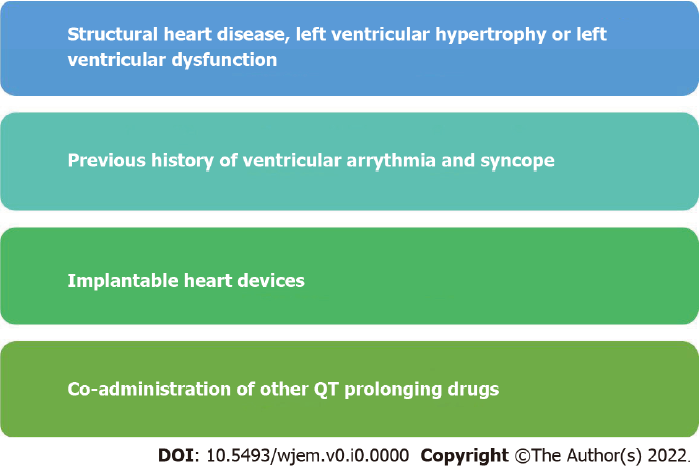 Structural heart disease, left ventricular hypertrophy or left
ventricular dysfunction
Previous history of ventricular arrythmia and syncope
Implantable heart devices
Co-administration of other QT prolonging drugs
DOI: 10.5493/wjem.v0.i0.0000 Copyright ©The Author(s) 2022.